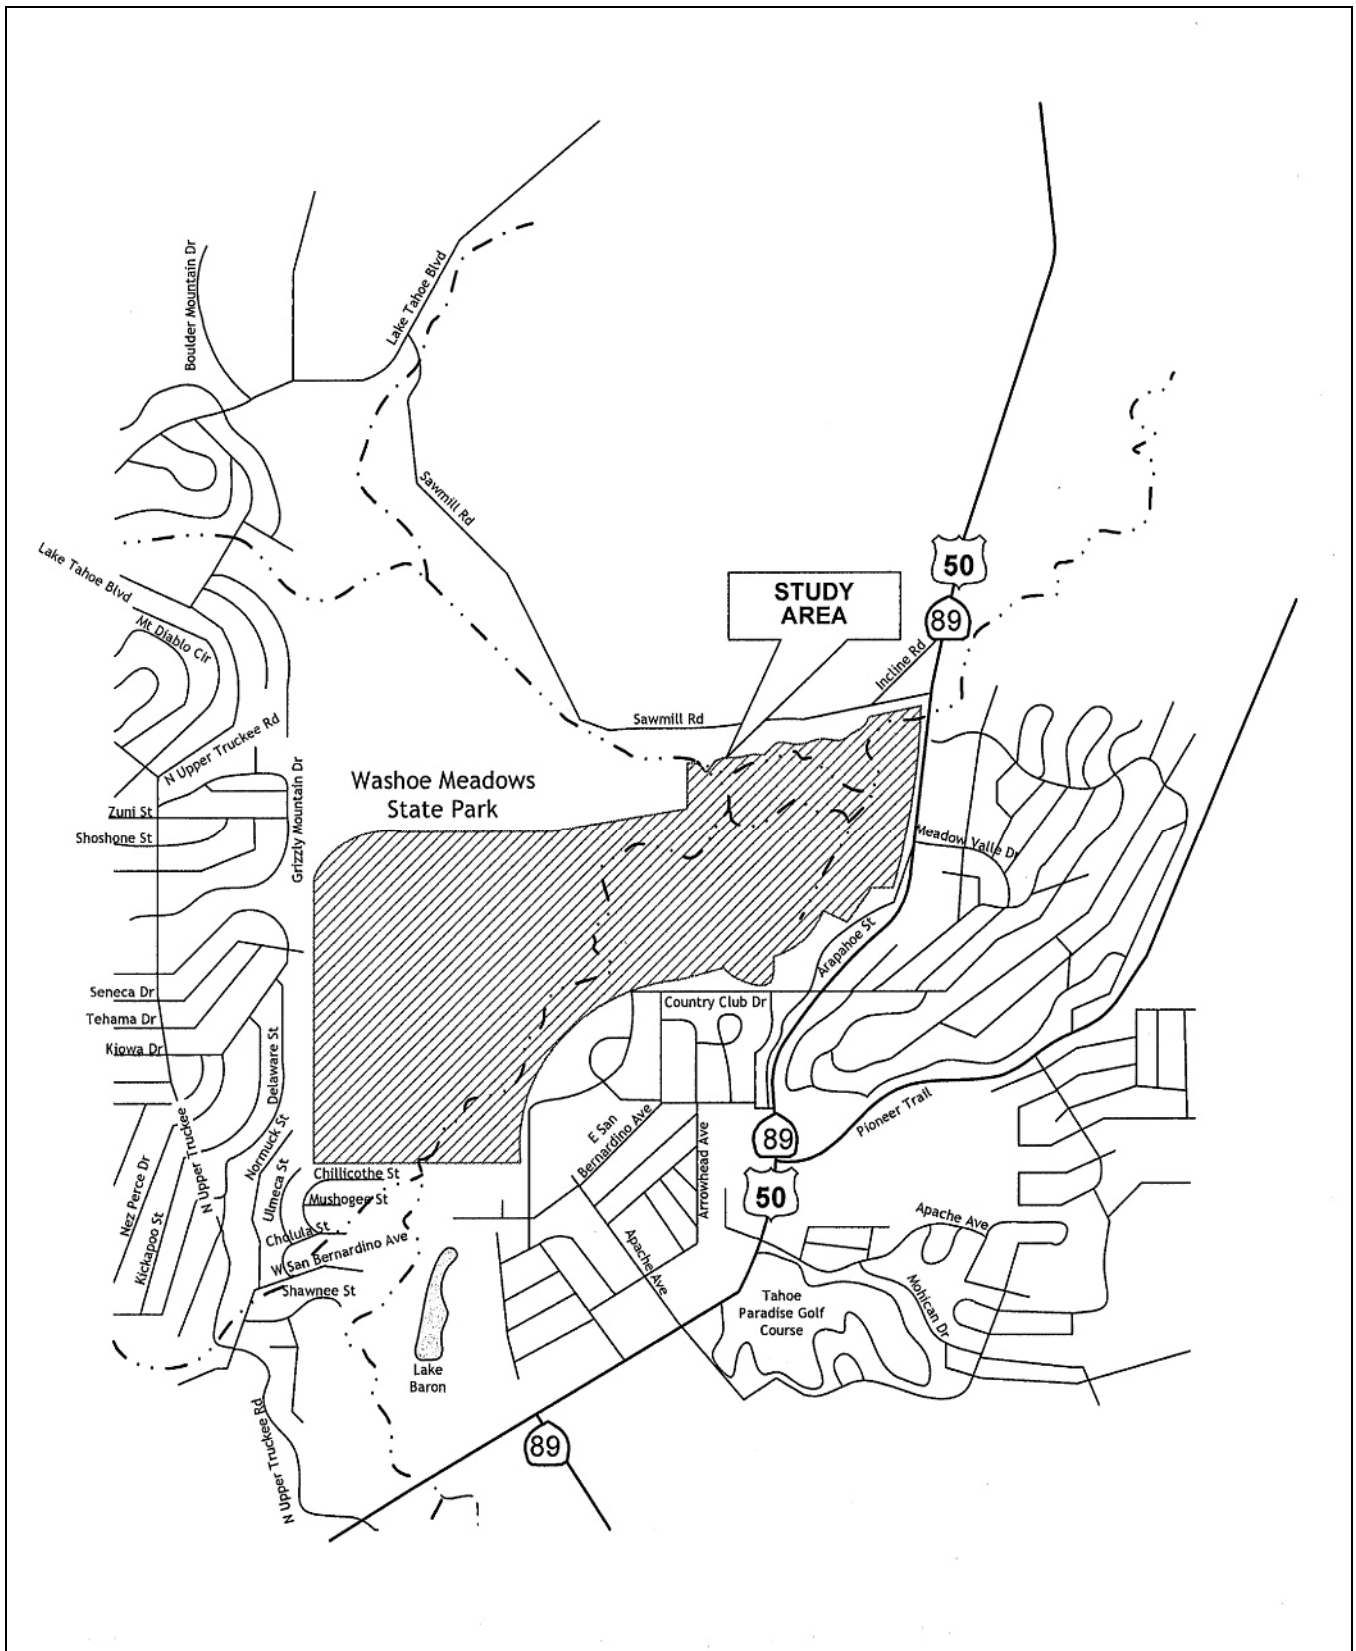 Boulder Mountain Dr
Lake Tahoe Blvd
Sawmill Rd
Lake Tahoe Blvd
Mt Diablo Cir
N Upper Truckee Rd
50
STUDY
AREA
89
Incline Rd
Sawmill Rd
Washoe Meadows
State Park
Grizzly Mountain Dr
Zuni St
Shoshone St
Meadow Valle Dr
Arapahoe St
Seneca Dr
Tehama Dr
Kiowa Dr
Country Club Dr
Delaware St
Normuck St
N Upper Truckee
Ulmeca St
Nez Perce Dr
Kickapoo St
Chillicothe St
Mushogee St
Cholula St
W San Bernardino Ave
Shawnee St
E San
Bernardino Ave
Arrowhead Ave
89
50
Pioneer Trail
Apache Ave
Apache Ave
Mohican Dr
Tahoe
Paradise Golf
Course
Lake
Baron
N Upper Truckee Rd
89